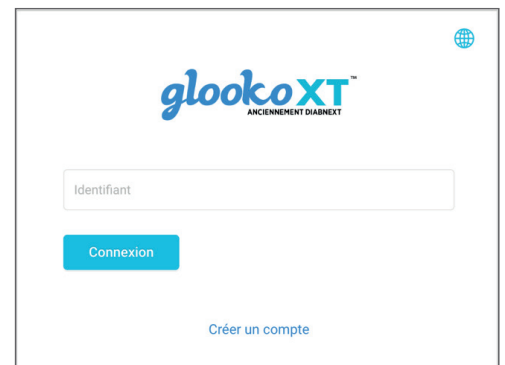 glooko XT™
ANCIENNEMENT DIABNEXT
Identifiant
Connexion
Créer un compte